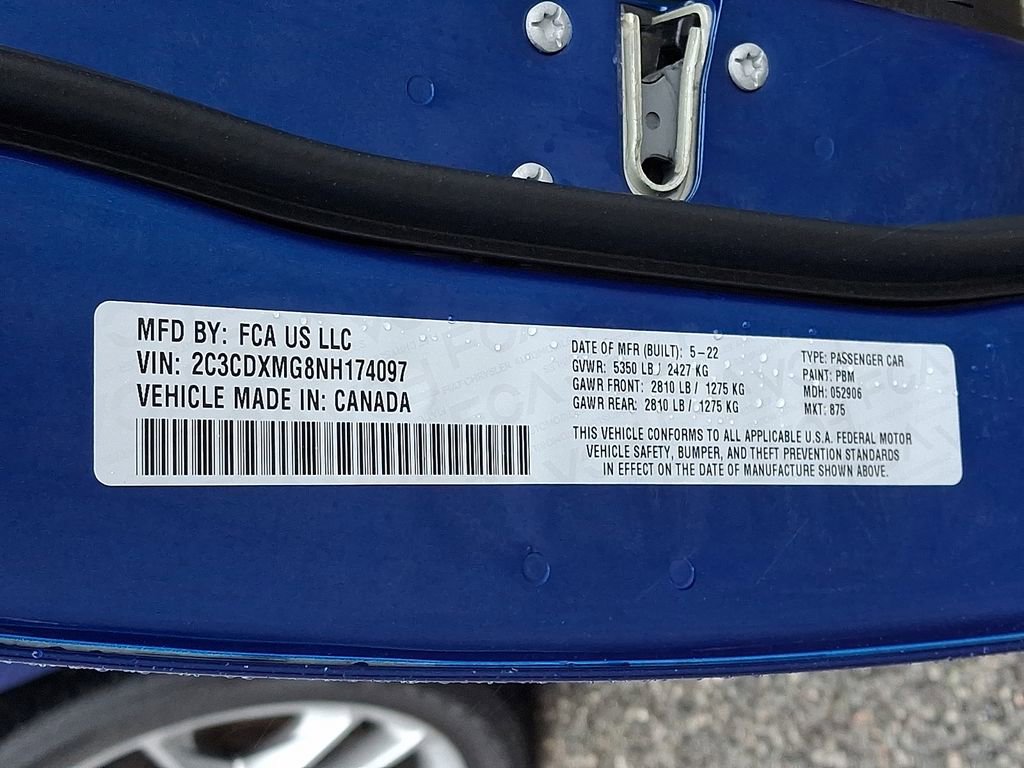 MFD BY: FCA US LLC
VIN: 2C3CDXMG8NH174097
VEHICLE MADE IN: CANADA
DATE OF MFR (BUILT): 5-22
GVWR: 5350 LB / 2427 KG
GAWR FRONT: 2810 LB / 1275 KG
GAWR REAR: 2810 LB / 1275 KG
TYPE: PASSENGER CAR
PAINT: PBM
MDH: 052906
MXT: 875
THIS VEHICLE CONFORMS TO ALL APPLICABLE U.S.A. FEDERAL MOTOR
VEHICLE SAFETY, BUMPER, AND THEFT PREVENTION STANDARDS
IN EFFECT ON THE DATE OF MANUFACTURE SHOWN ABOVE.